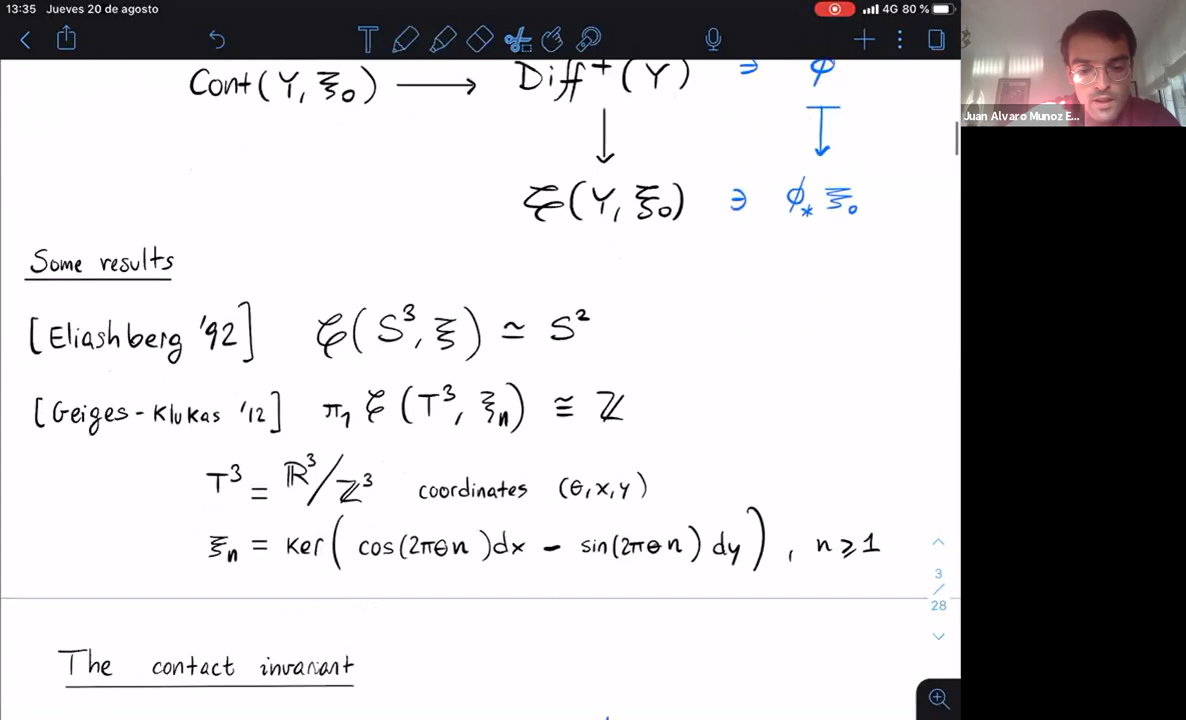 13:35 Jueves 20 de agosto
4G 80 %
Cont(Y, ξ₀) ⟶ Diff⁺(Y) ∋ ϕ
𝒞(Y, ξ₀) ∋ ϕ_* ξ₀
Juan Alvaro Munoz E...
Some results
[Eliashberg '92] 𝒞(S³, ξ) ≃ S²
[Geiges - Klukas '12] π₁ 𝒞(T³, ξₙ) ≅ ℤ
T³ = ℝ³/ℤ³ coordinates (θ, x, y)
ξₙ = Ker( cos(2πθn)dx - sin(2πθn) dy ) , n ⩾ 1
3
/
28
The contact invariant